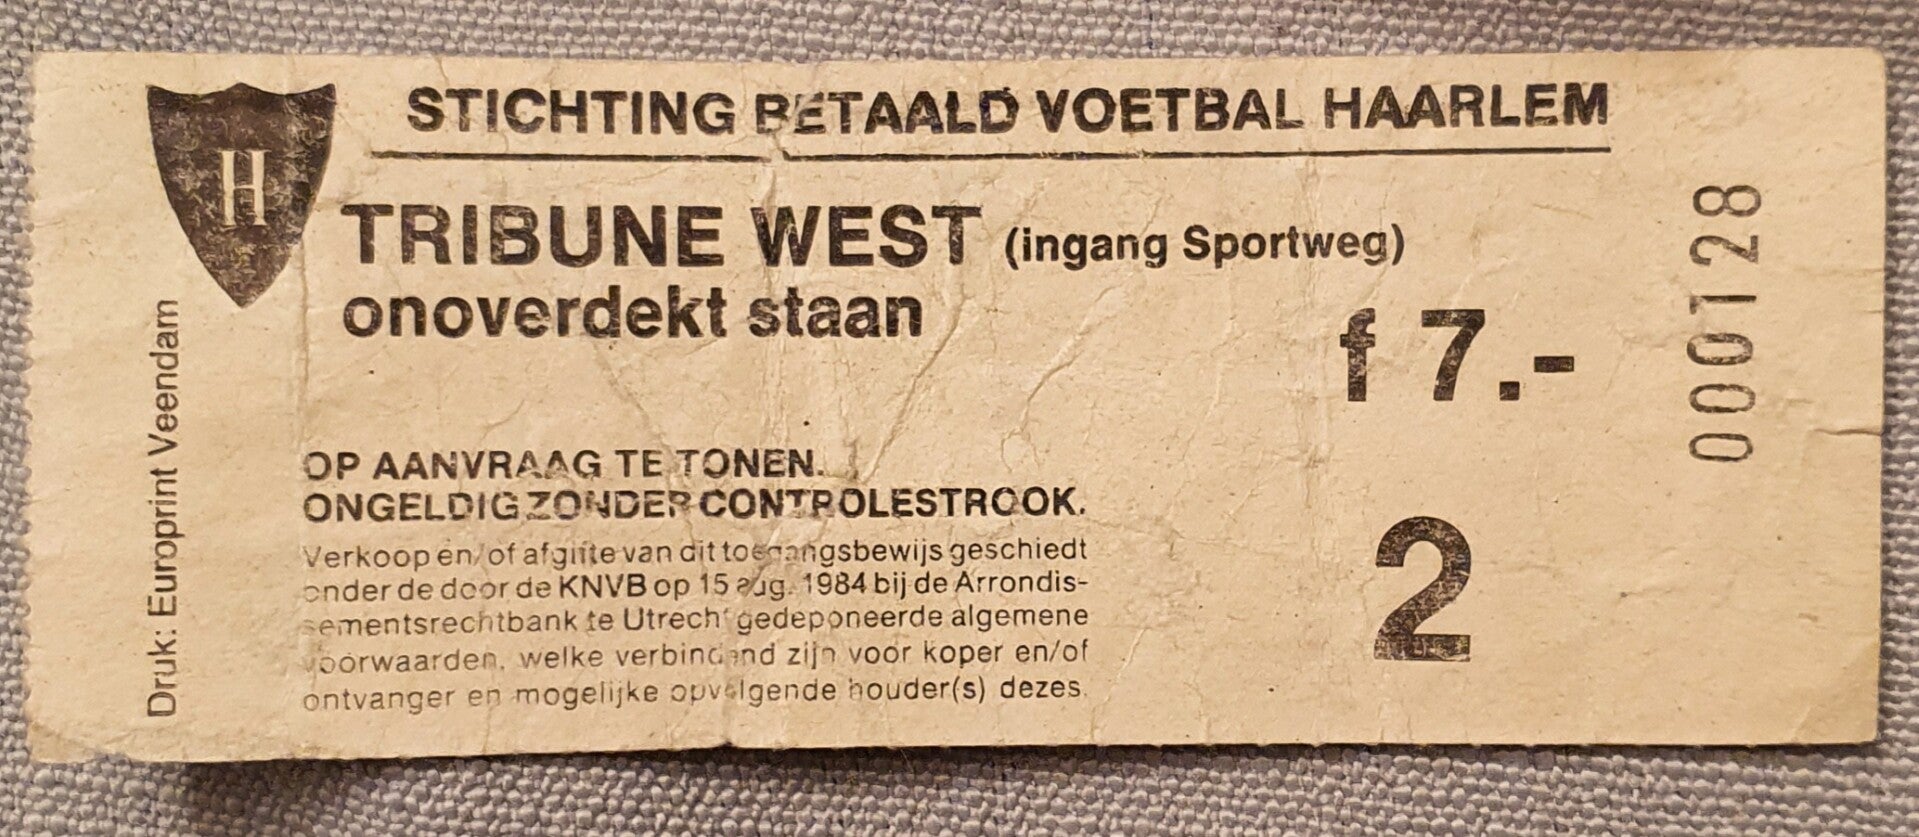 STICHTING BETAALD VOETBAL HAARLEM
H
TRIBUNE WEST (ingang Sportweg)
onoverdekt staan
f 7.-
000128
OP AANVRAAG TE TONEN.
ONGELDIG ZONDER CONTROLESTROOK.
2
Verkoop en/of afgifte van dit toegangsbewijs geschiedt
onder de door de KNVB op 15 aug. 1984 bij de Arrondis-
sementsrechtbank te Utrecht gedeponeerde algemene
voorwaarden, welke verbindend zijn voor koper en/of
ontvanger en mogelijke opvolgende houder(s) dezes.
Druk: Europrint Veendam